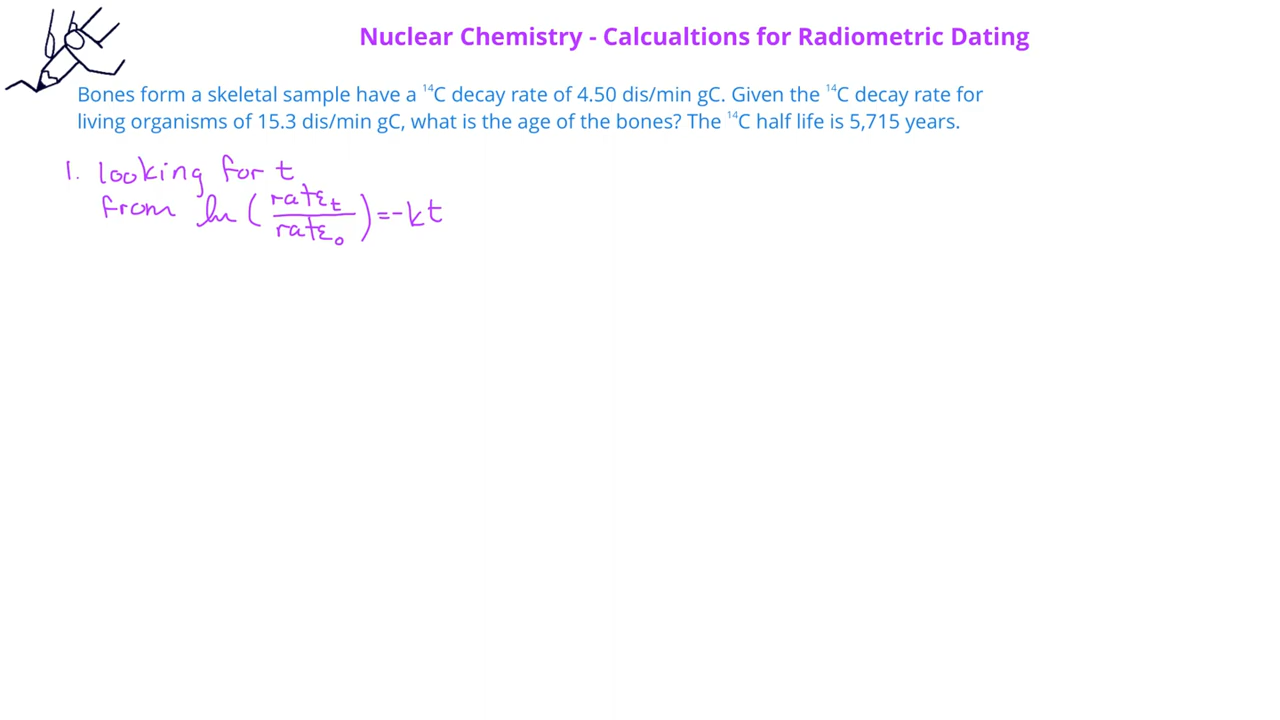 Nuclear Chemistry - Calcualtions for Radiometric Dating
Bones form a skeletal sample have a ¹⁴C decay rate of 4.50 dis/min gC. Given the ¹⁴C decay rate for
living organisms of 15.3 dis/min gC, what is the age of the bones? The ¹⁴C half life is 5,715 years.
1. looking for t
from ln (rate_t / rate_0) = -kt